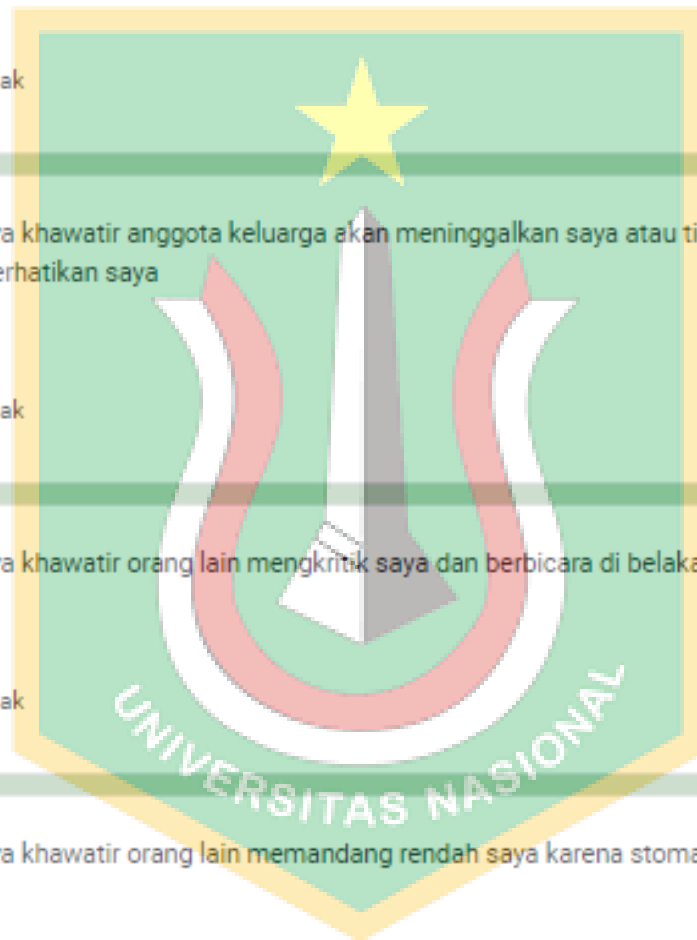 ak
a khawatir anggota keluarga akan meninggalkan saya atau ti
erhatikan saya
ak
a khawatir orang lain mengkritik saya dan berbicara di belaka
ak
UNIVERSITAS NASIONAL
a khawatir orang lain memandang rendah saya karena stoma